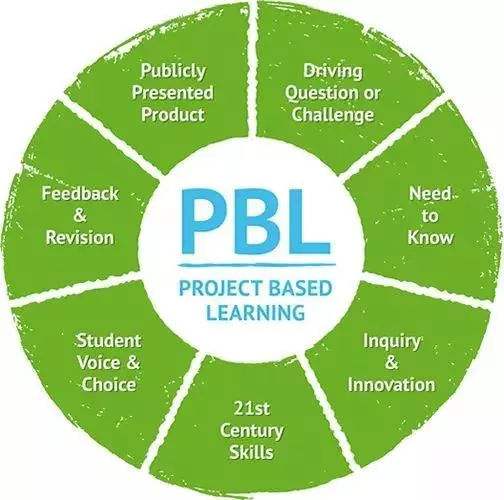 PBL
PROJECT BASED
LEARNING
Driving
Question or
Challenge
Need
to
Know
Inquiry
&
Innovation
21st
Century
Skills
Student
Voice &
Choice
Feedback
&
Revision
Publicly
Presented
Product